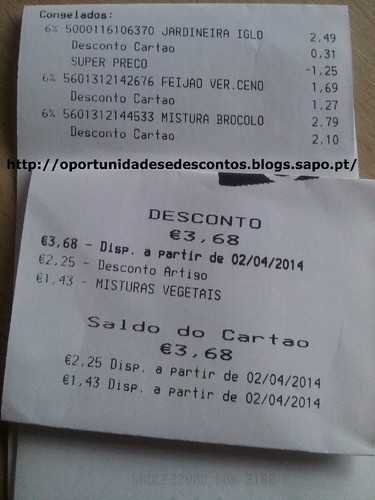 Congelados:
6% 5000116106370 JARDINEIRA IGLO 2.49
Desconto Cartao 0.31
SUPER PRECO -1.25
6% 5601312142676 FEIJAO VER.CENO 1.69
Desconto Cartao 1.27
6% 5601312144533 MISTURA BROCOLO 2.79
Desconto Cartao 2.10
http://oportunidadesedescontos.blogs.sapo.pt/
DESCONTO
€3,68
€3,68 - Disp. a partir de 02/04/2014
€2,25 - Desconto Artigo
€1,43 - MISTURAS VEGETAIS
Saldo do Cartao
€3,68
€2,25 Disp. a partir de 02/04/2014
€1,43 Disp. a partir de 02/04/2014